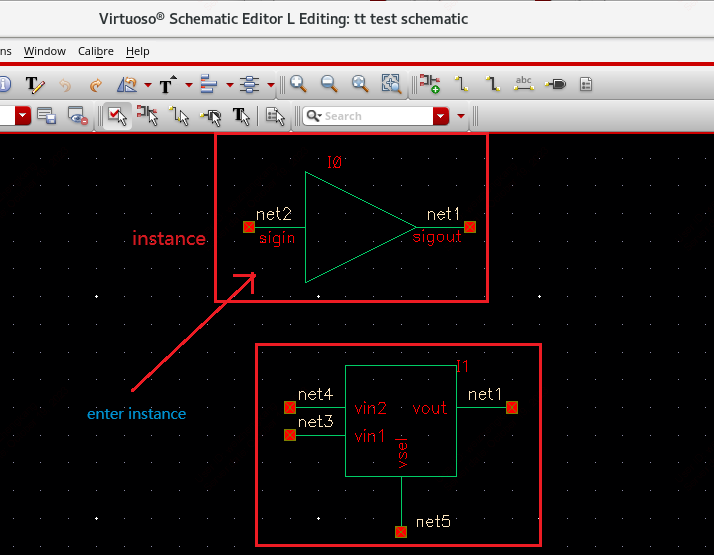 Virtuoso® Schematic Editor L Editing: tt test schematic
ns Window Calibre Help
abc
Search
I0
net2 net1
sigin sigout
instance
enter instance
I1
net4 net1
vin2 vout
net3
vin1
vsel
net5